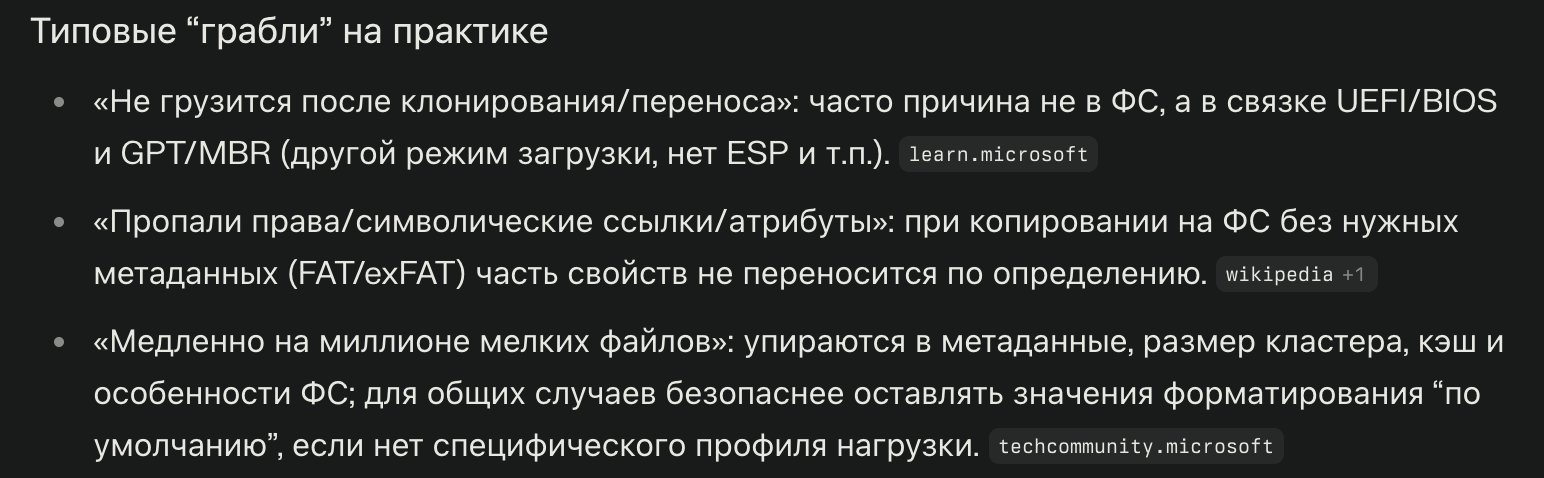 Типовые “грабли” на практике
«Не грузится после клонирования/переноса»: часто причина не в ФС, а в связке UEFI/BIOS
и GPT/MBR (другой режим загрузки, нет ESP и т.п.). learn.microsoft
«Пропали права/символические ссылки/атрибуты»: при копировании на ФС без нужных
метаданных (FAT/exFAT) часть свойств не переносится по определению. wikipedia +1
«Медленно на миллионе мелких файлов»: упираются в метаданные, размер кластера, кэш и
особенности ФС; для общих случаев безопаснее оставлять значения форматирования “по
умолчанию”, если нет специфического профиля нагрузки. techcommunity.microsoft